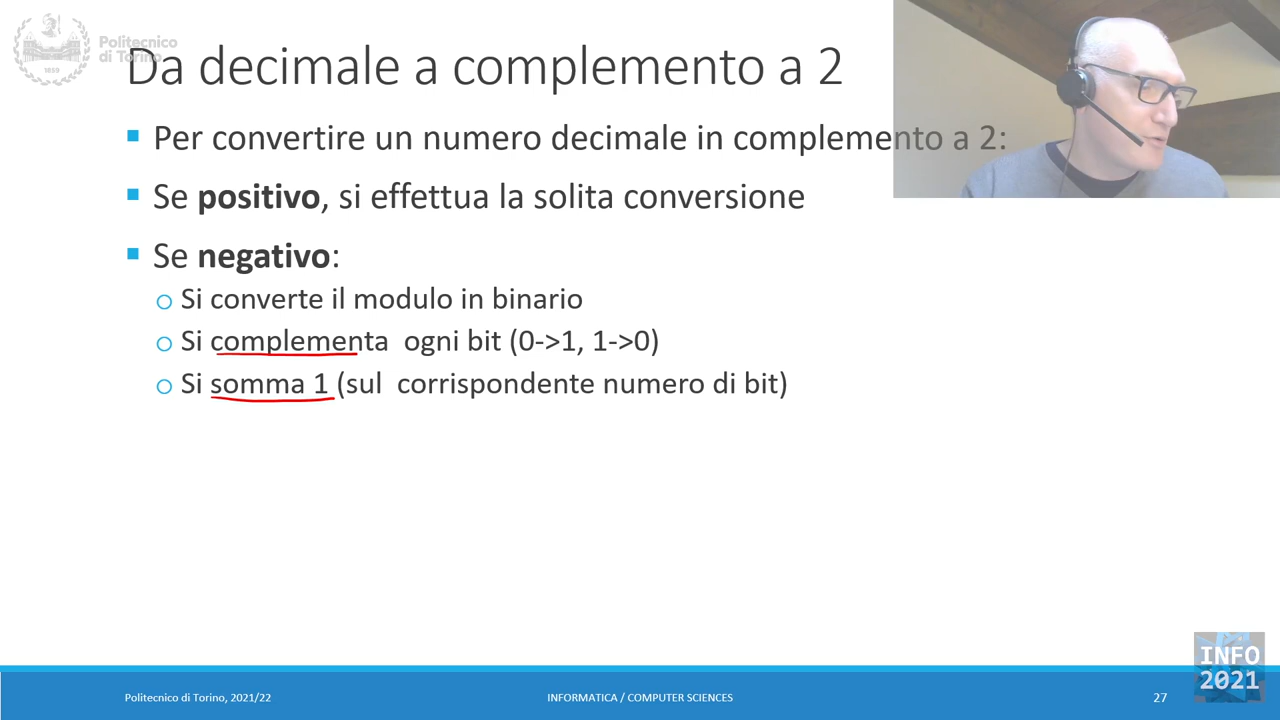 Politecnico
di Torino
1859
Da decimale a complemento a 2
Per convertire un numero decimale in complemento a 2:
Se positivo, si effettua la solita conversione
Se negativo:
Si converte il modulo in binario
Si complementa ogni bit (0->1, 1->0)
Si somma 1 (sul corrispondente numero di bit)
Politecnico di Torino, 2021/22
INFORMATICA / COMPUTER SCIENCES
27
INFO
2021